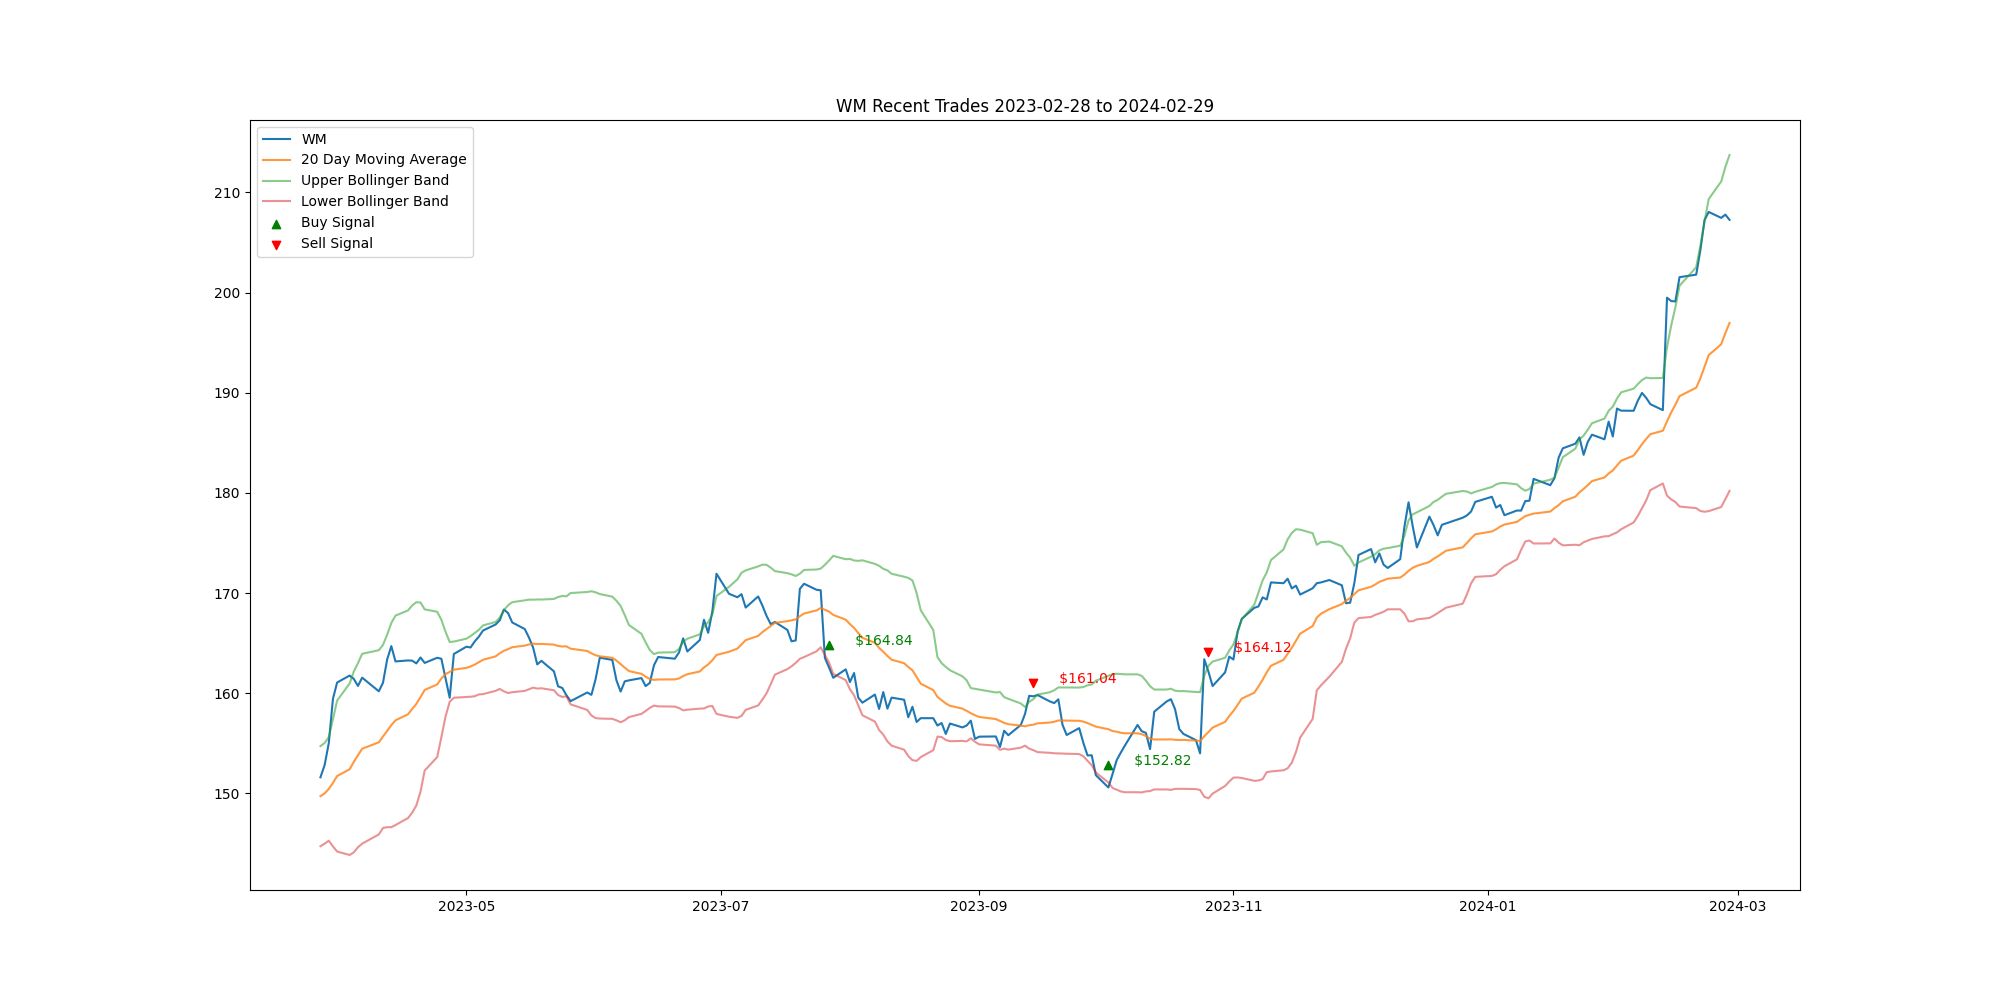 WM Recent Trades 2023-02-28 to 2024-02-29
WM
20 Day Moving Average
Upper Bollinger Band
Lower Bollinger Band
Buy Signal
Sell Signal
210
200
190
180
170
160
150
$164.84
$161.04
$152.82
$164.12
2023-05
2023-07
2023-09
2023-11
2024-01
2024-03